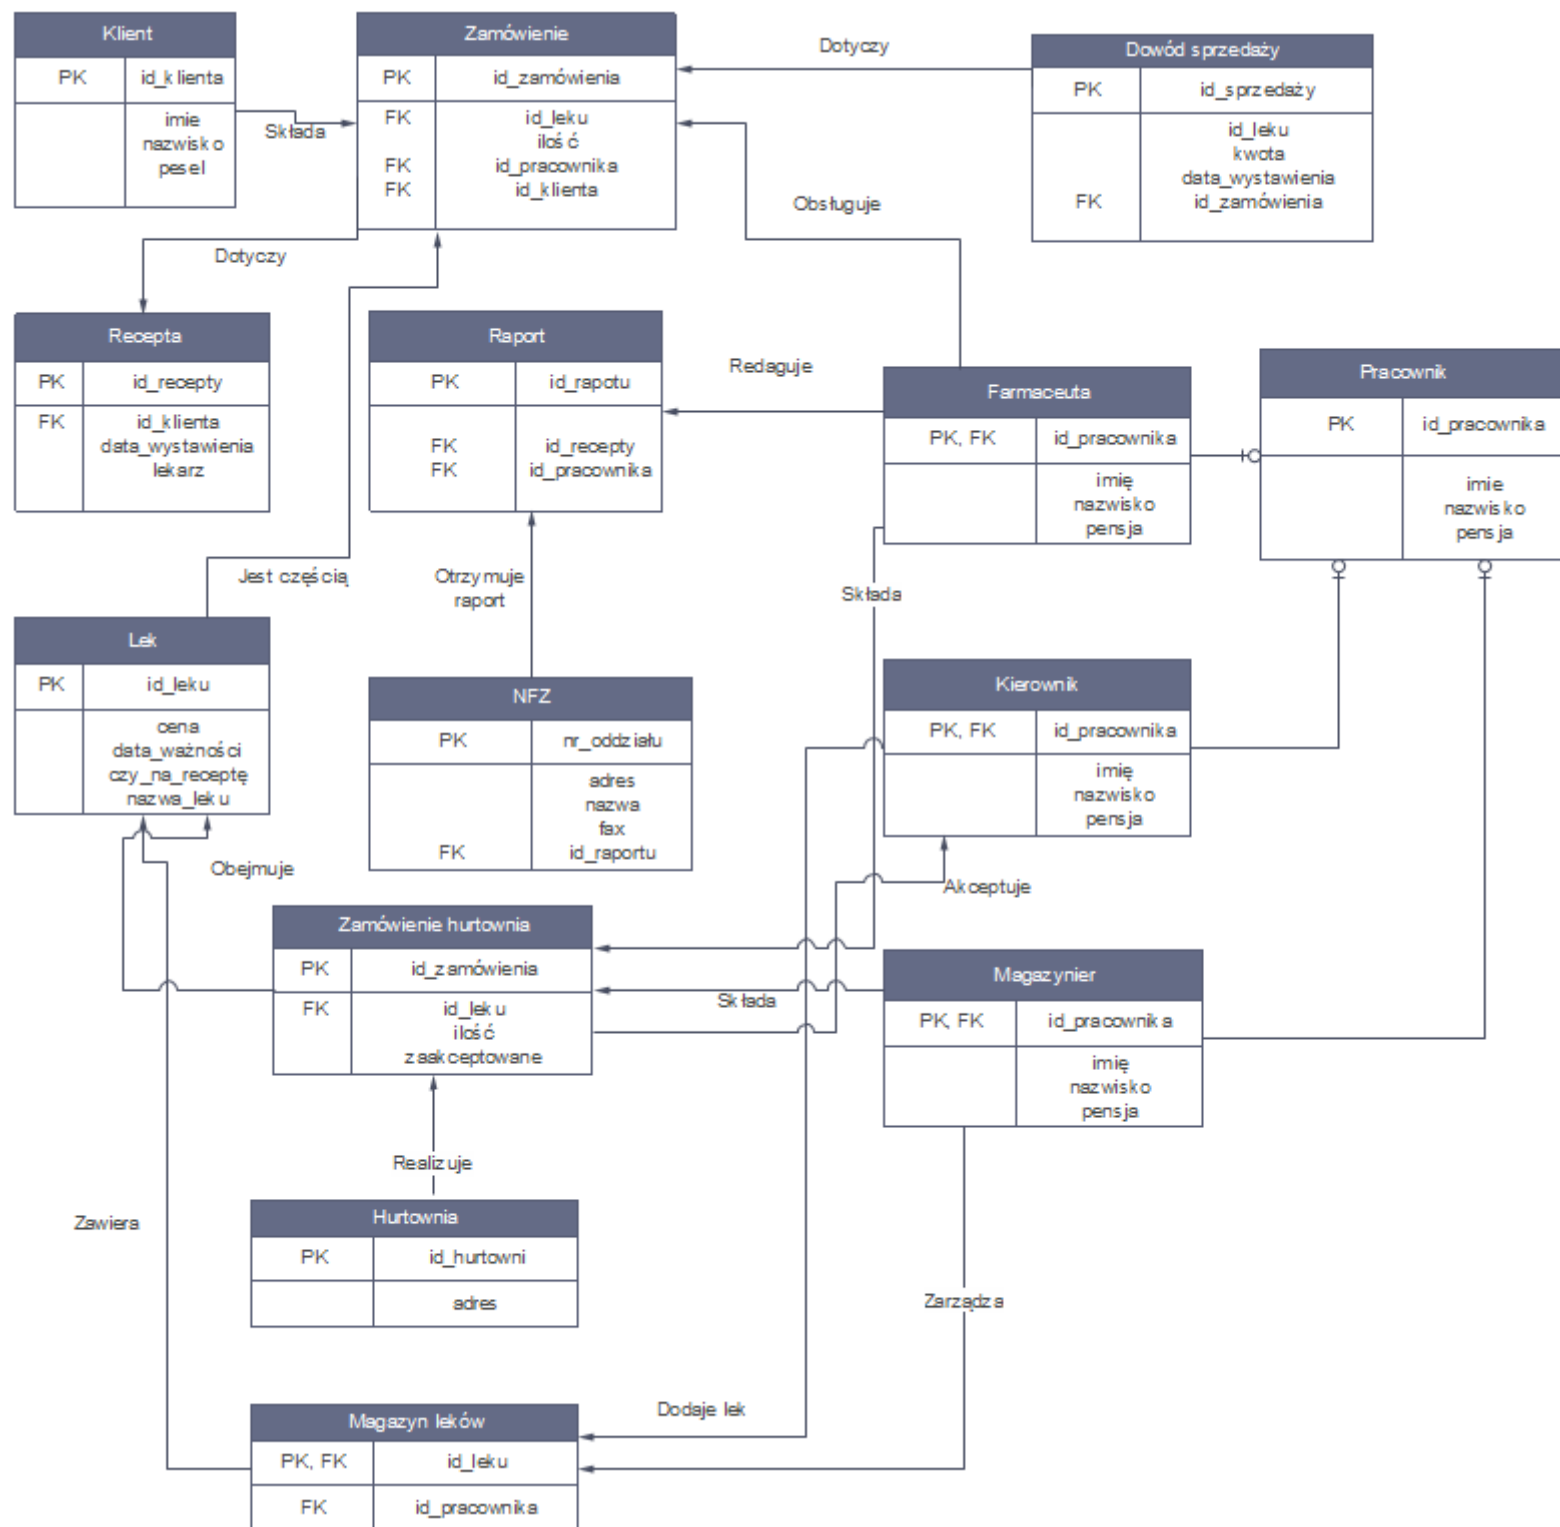 Klient
PK id_klienta
imie
nazwisko
pesel
Składa
Zamówienie
PK id_zamówienia
FK id_leku
ilość
FK id_pracownika
FK id_klienta
Dotyczy
Dowód sprzedaży
PK id_sprzedaży
id_leku
kwota
data_wystawienia
FK id_zamówienia
Obsługuje
Dotyczy
Recepta
PK id_recepty
FK id_klienta
data_wystawienia
lekarz
Raport
PK id_rapotu
FK id_recepty
FK id_pracownika
Redaguje
Farmaceuta
PK, FK id_pracownika
imię
nazwisko
pensja
Pracownik
PK id_pracownika
imie
nazwisko
pensja
Jest częścią
Otrzymuje
raport
Składa
Lek
PK id_leku
cena
data_ważności
czy_na_receptę
nazwa_leku
NFZ
PK nr_oddziału
adres
nazwa
fax
FK id_raportu
Kierownik
PK, FK id_pracownika
imię
nazwisko
pensja
Obejmuje
Akceptuje
Zamówienie hurtownia
PK id_zamówienia
FK id_leku
ilość
zaakceptowane
Składa
Magazynier
PK, FK id_pracownika
imię
nazwisko
pensja
Realizuje
Hurtownia
PK id_hurtowni
adres
Zawiera
Zarządza
Dodaje lek
Magazyn leków
PK, FK id_leku
FK id_pracownika